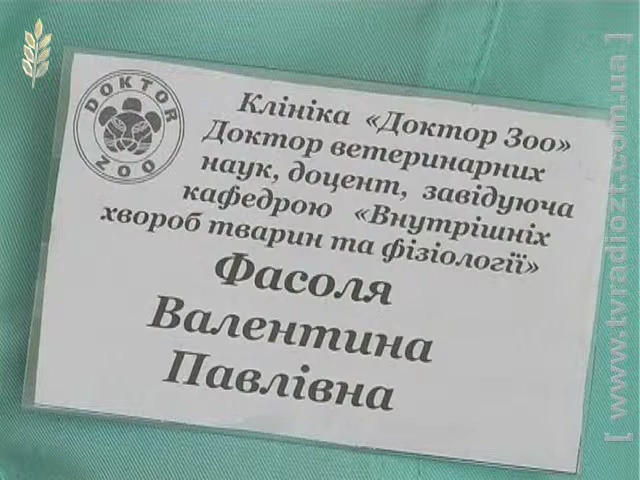 DOKTOR
ZOO
Клініка «Доктор Зоо»
Доктор ветеринарних
наук, доцент, завідуюча
кафедрою «Внутрішніх
хвороб тварин та фізіології»
Фасоля
Валентина
Павлівна
[ www.tvradiozt.com.ua ]